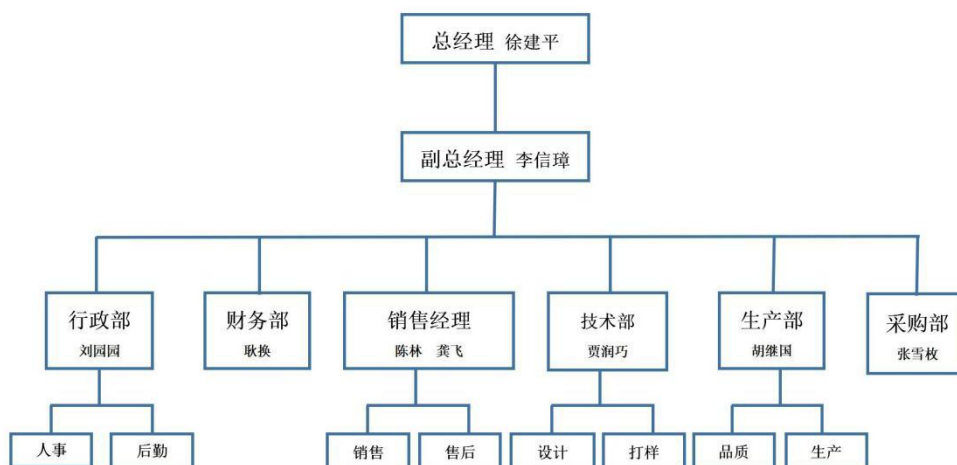 总经理 徐建平
副总经理 李信璋
行政部
刘园园
财务部
耿换
销售经理
陈林 龚飞
技术部
贾润巧
生产部
胡继国
采购部
张雪枚
人事
后勤
销售
售后
设计
打样
品质
生产